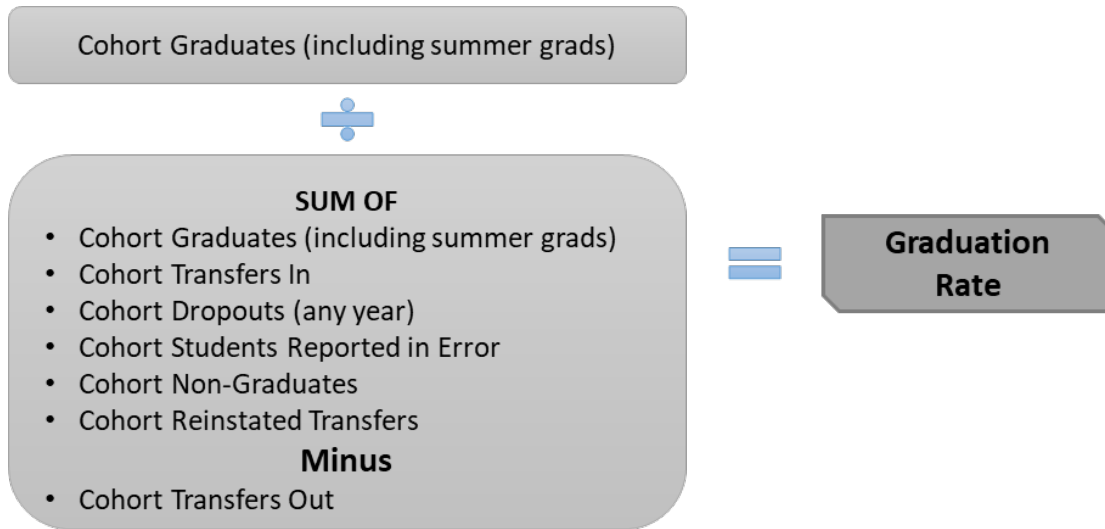 Cohort Graduates (including summer grads)
SUM OF
• Cohort Graduates (including summer grads)
• Cohort Transfers In
• Cohort Dropouts (any year)
• Cohort Students Reported in Error
• Cohort Non-Graduates
• Cohort Reinstated Transfers
Minus
• Cohort Transfers Out
Graduation
Rate